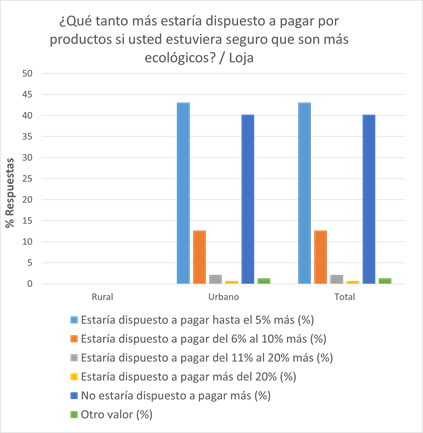 ¿Qué tanto más estaría dispuesto a pagar por
productos si usted estuviera seguro que son más
ecológicos? / Loja
50
45
40
35
30
25
20
15
10
5
0
% Respuestas
Rural Urbano Total
Estaría dispuesto a pagar hasta el 5% más (%)
Estaría dispuesto a pagar del 6% al 10% más (%)
Estaría dispuesto a pagar del 11% al 20% más (%)
Estaría dispuesto a pagar más del 20% (%)
No estaría dispuesto a pagar más (%)
Otro valor (%)